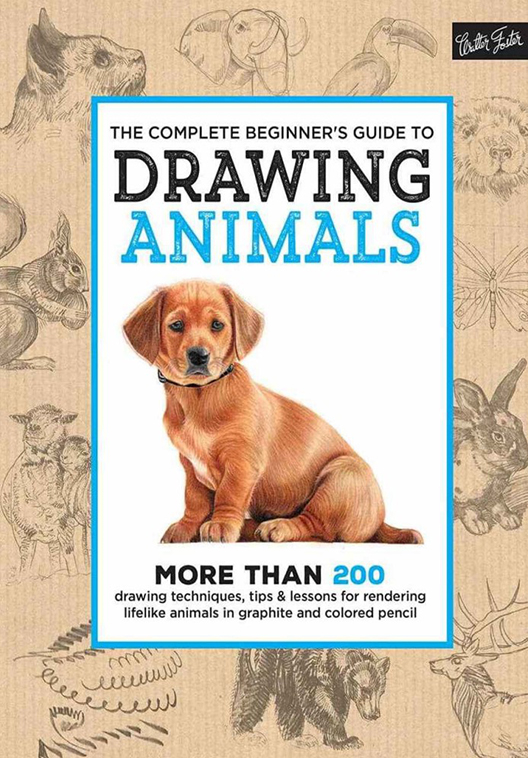 Walter Foster
THE COMPLETE BEGINNER'S GUIDE TO
DRAWING
ANIMALS
MORE THAN 200
drawing techniques, tips & lessons for rendering
lifelike animals in graphite and colored pencil